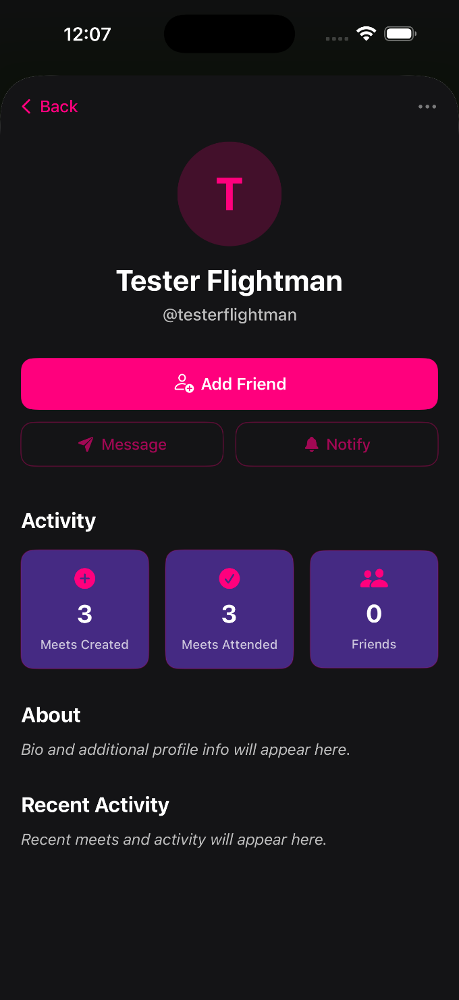 12:07
Back
T
Tester Flightman
@testerflightman
Add Friend
Message
Notify
Activity
3
Meets Created
3
Meets Attended
0
Friends
About
Bio and additional profile info will appear here.
Recent Activity
Recent meets and activity will appear here.